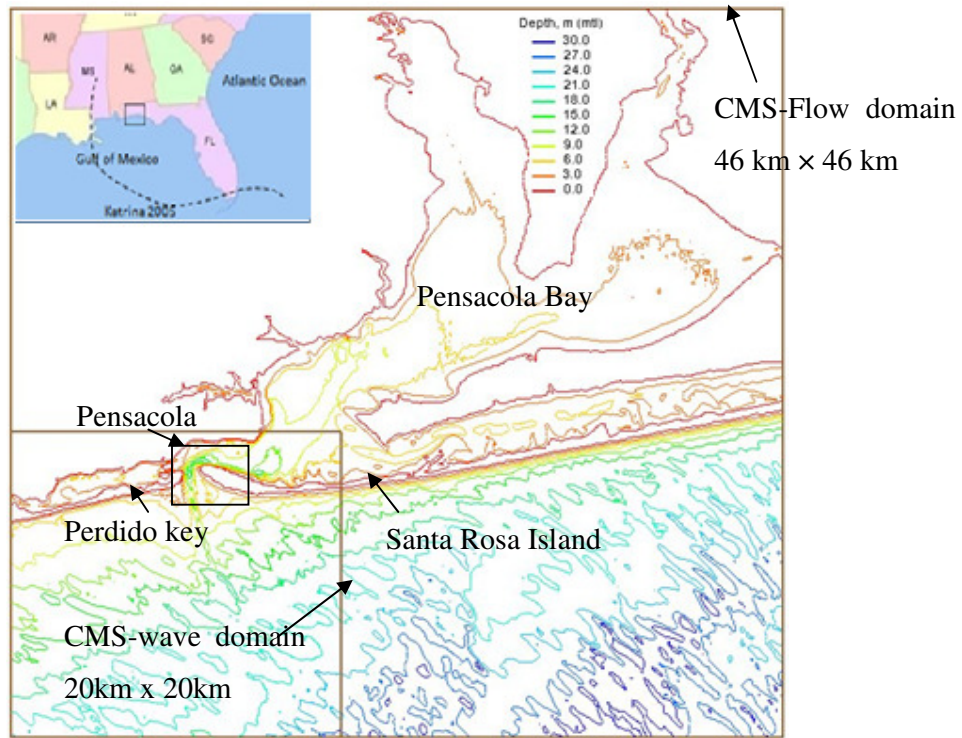 AR
SC
MS
AL
GA
LA
Atlantic Ocean
FL
Gulf of Mexico
Katrina 2005
Depth, m (mtl)
30.0
27.0
24.0
21.0
18.0
15.0
12.0
9.0
6.0
3.0
0.0
CMS-Flow domain
46 km × 46 km
Pensacola Bay
Pensacola
Perdido key
Santa Rosa Island
CMS-wave domain
20km x 20km